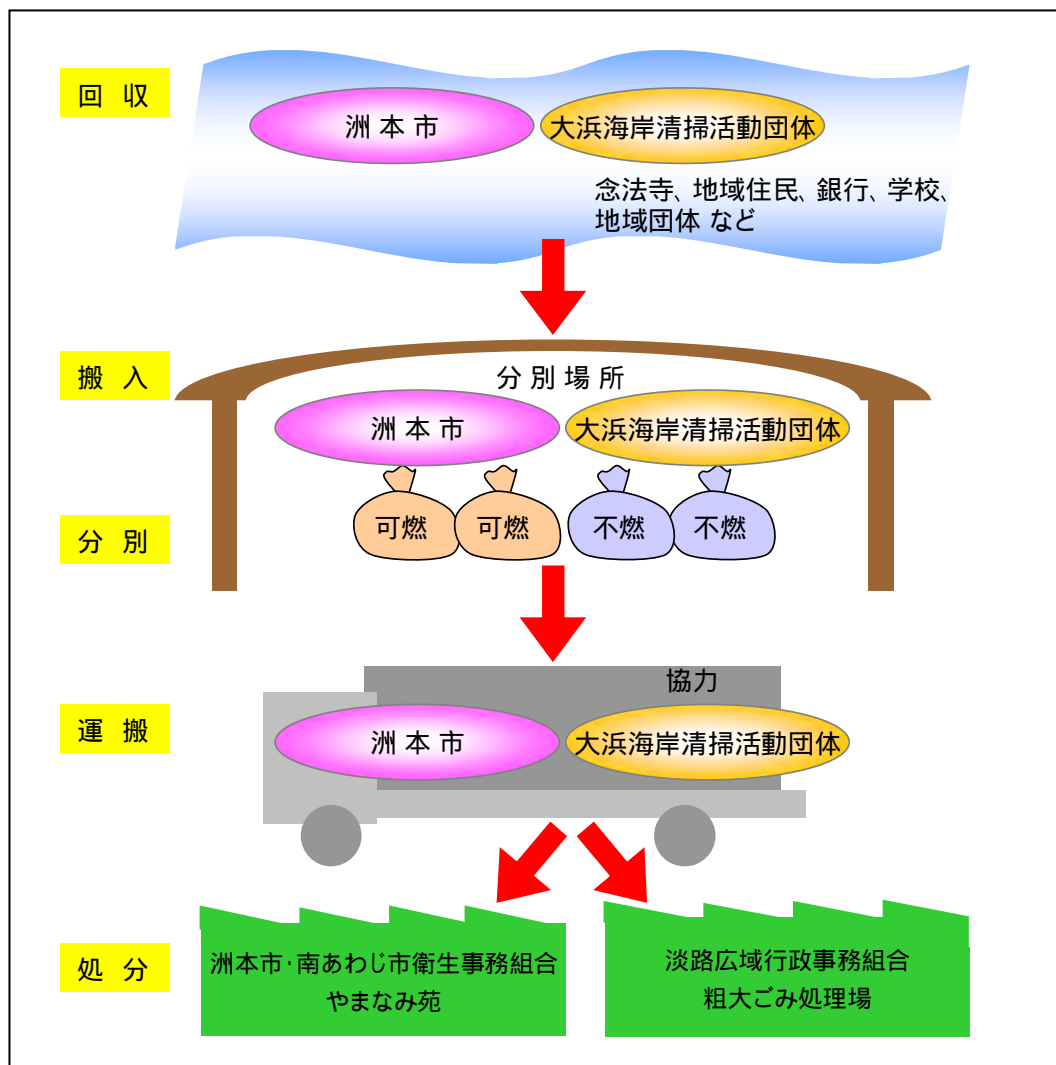 回 収
洲 本 市
大浜海岸清掃活動団体
念法寺、地域住民、銀行、学校、
地域団体 など
搬 入
分 別 場 所
洲 本 市
大浜海岸清掃活動団体
分 別
可燃
可燃
不燃
不燃
運 搬
協力
洲 本 市
大浜海岸清掃活動団体
処 分
洲本市・南あわじ市衛生事務組合
やまなみ苑
淡路広域行政事務組合
粗大ごみ処理場